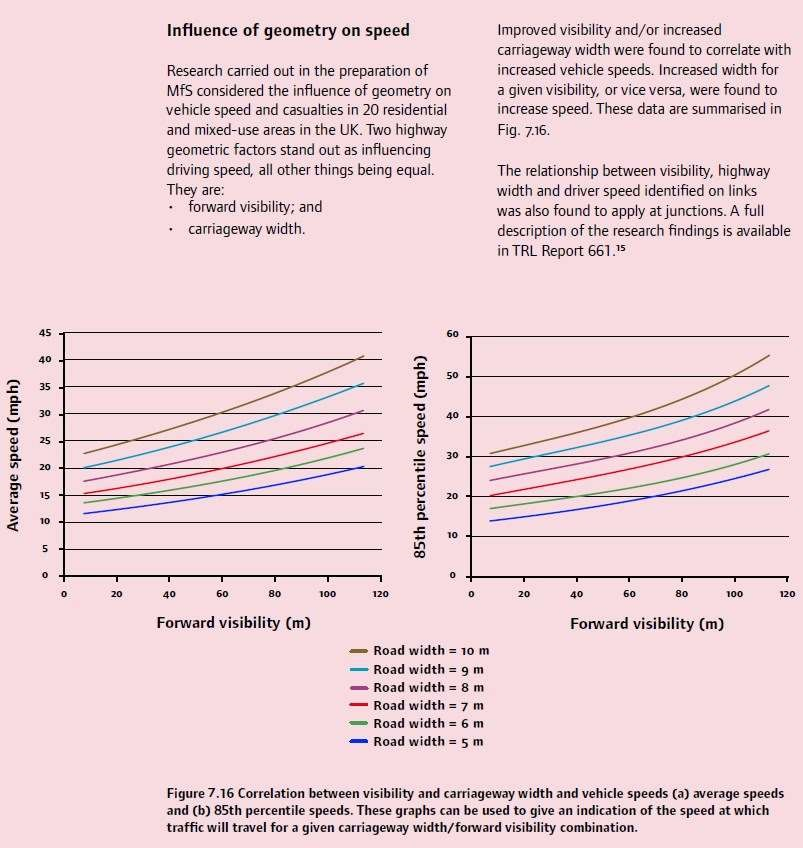 Influence of geometry on speed
Research carried out in the preparation of
MfS considered the influence of geometry on
vehicle speed and casualties in 20 residential
and mixed-use areas in the UK. Two highway
geometric factors stand out as influencing
driving speed, all other things being equal.
They are:
· forward visibility; and
· carriageway width.
Improved visibility and/or increased
carriageway width were found to correlate with
increased vehicle speeds. Increased width for
a given visibility, or vice versa, were found to
increase speed. These data are summarised in
Fig. 7.16.
The relationship between visibility, highway
width and driver speed identified on links
was also found to apply at junctions. A full
description of the research findings is available
in TRL Report 661.¹⁵
Average speed (mph)
45
40
35
30
25
20
15
10
5
0
0 20 40 60 80 100 120
Forward visibility (m)
85th percentile speed (mph)
60
50
40
30
20
10
0
0 20 40 60 80 100 120
Forward visibility (m)
Road width = 10 m
Road width = 9 m
Road width = 8 m
Road width = 7 m
Road width = 6 m
Road width = 5 m
Figure 7.16 Correlation between visibility and carriageway width and vehicle speeds (a) average speeds
and (b) 85th percentile speeds. These graphs can be used to give an indication of the speed at which
traffic will travel for a given carriageway width/forward visibility combination.